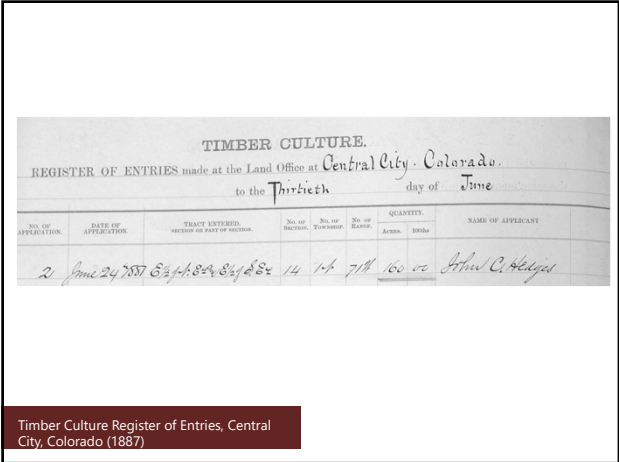 TIMBER CULTURE.
REGISTER OF ENTRIES made at the Land Office at Central City - Colorado.
to the Thirtieth day of June
NO. OF APPLICATION. DATE OF APPLICATION. TRACT ENTERED. SECTION OR PART OF SECTION. NO. OF SECTION. NO. OF TOWNSHIP. NO. OF RANGE. QUANTITY. ACRES. 100ths NAME OF APPLICANT
2 June 24 1887 14 160 00 John C. Hedges
Timber Culture Register of Entries, Central
City, Colorado (1887)